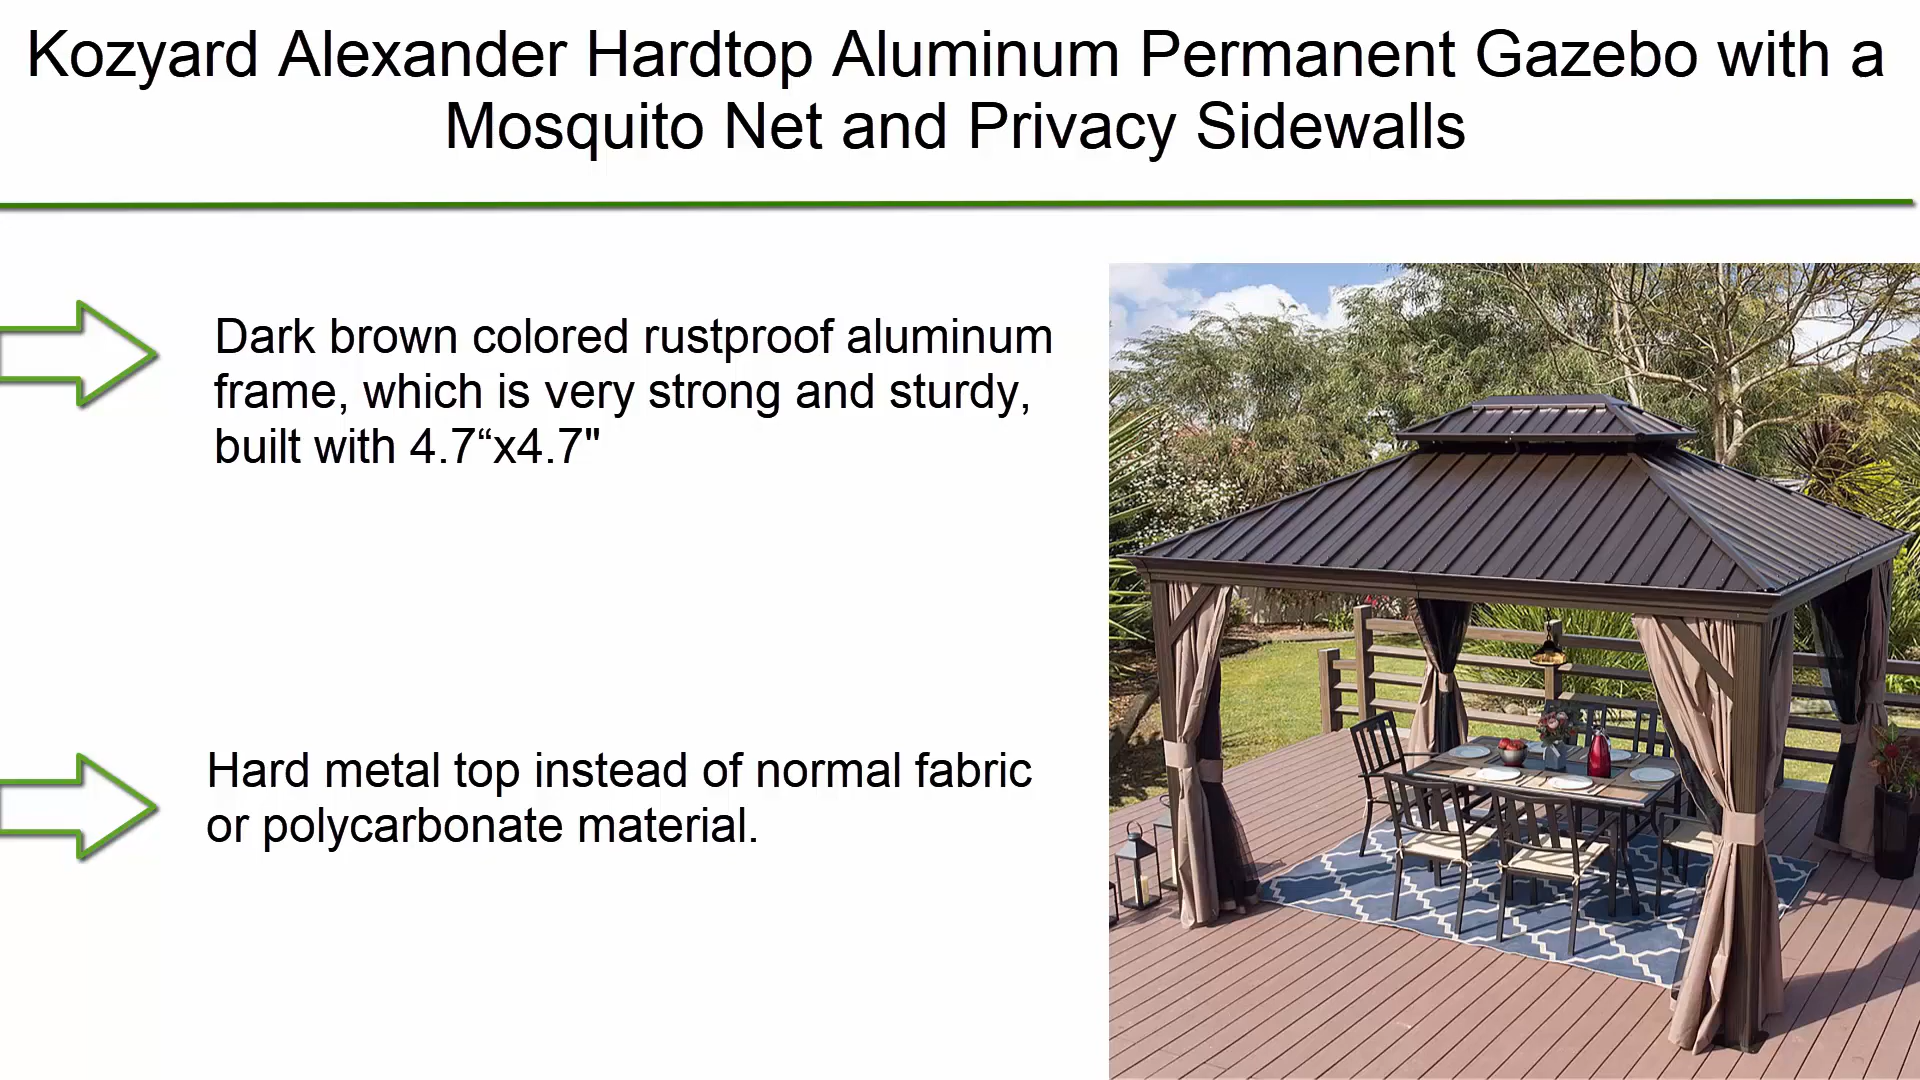 Kozyard Alexander Hardtop Aluminum Permanent Gazebo with a
Mosquito Net and Privacy Sidewalls
Dark brown colored rustproof aluminum
frame, which is very strong and sturdy,
built with 4.7“x4.7"
Hard metal top instead of normal fabric
or polycarbonate material.